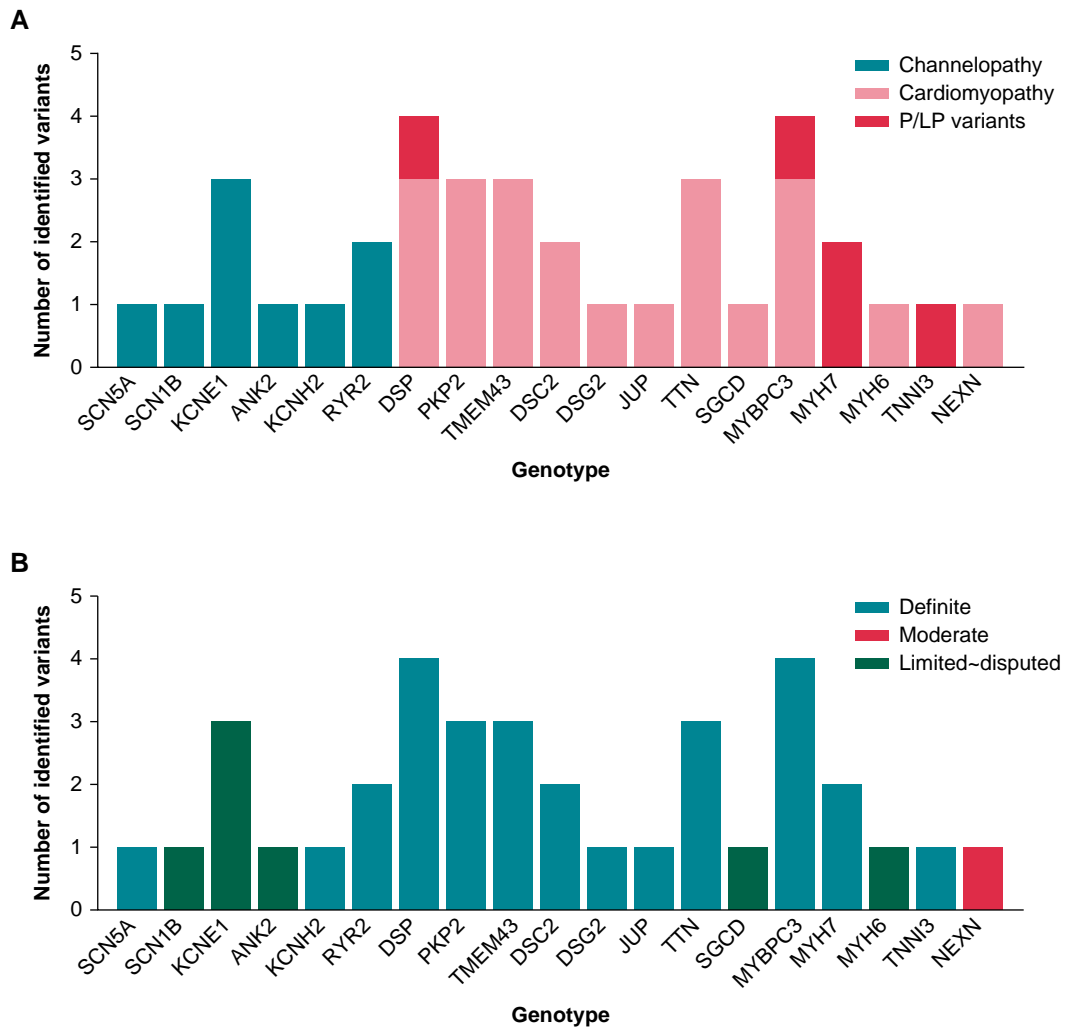 A
Number of identified variants
5
4
3
2
1
0
Channelopathy
Cardiomyopathy
P/LP variants
SCN5A
SCN1B
KCNE1
ANK2
KCNH2
RYR2
DSP
PKP2
TMEM43
DSC2
DSG2
JUP
TTN
SGCD
MYBPC3
MYH7
MYH6
TNNI3
NEXN
Genotype
B
Number of identified variants
5
4
3
2
1
0
Definite
Moderate
Limited~disputed
SCN5A
SCN1B
KCNE1
ANK2
KCNH2
RYR2
DSP
PKP2
TMEM43
DSC2
DSG2
JUP
TTN
SGCD
MYBPC3
MYH7
MYH6
TNNI3
NEXN
Genotype